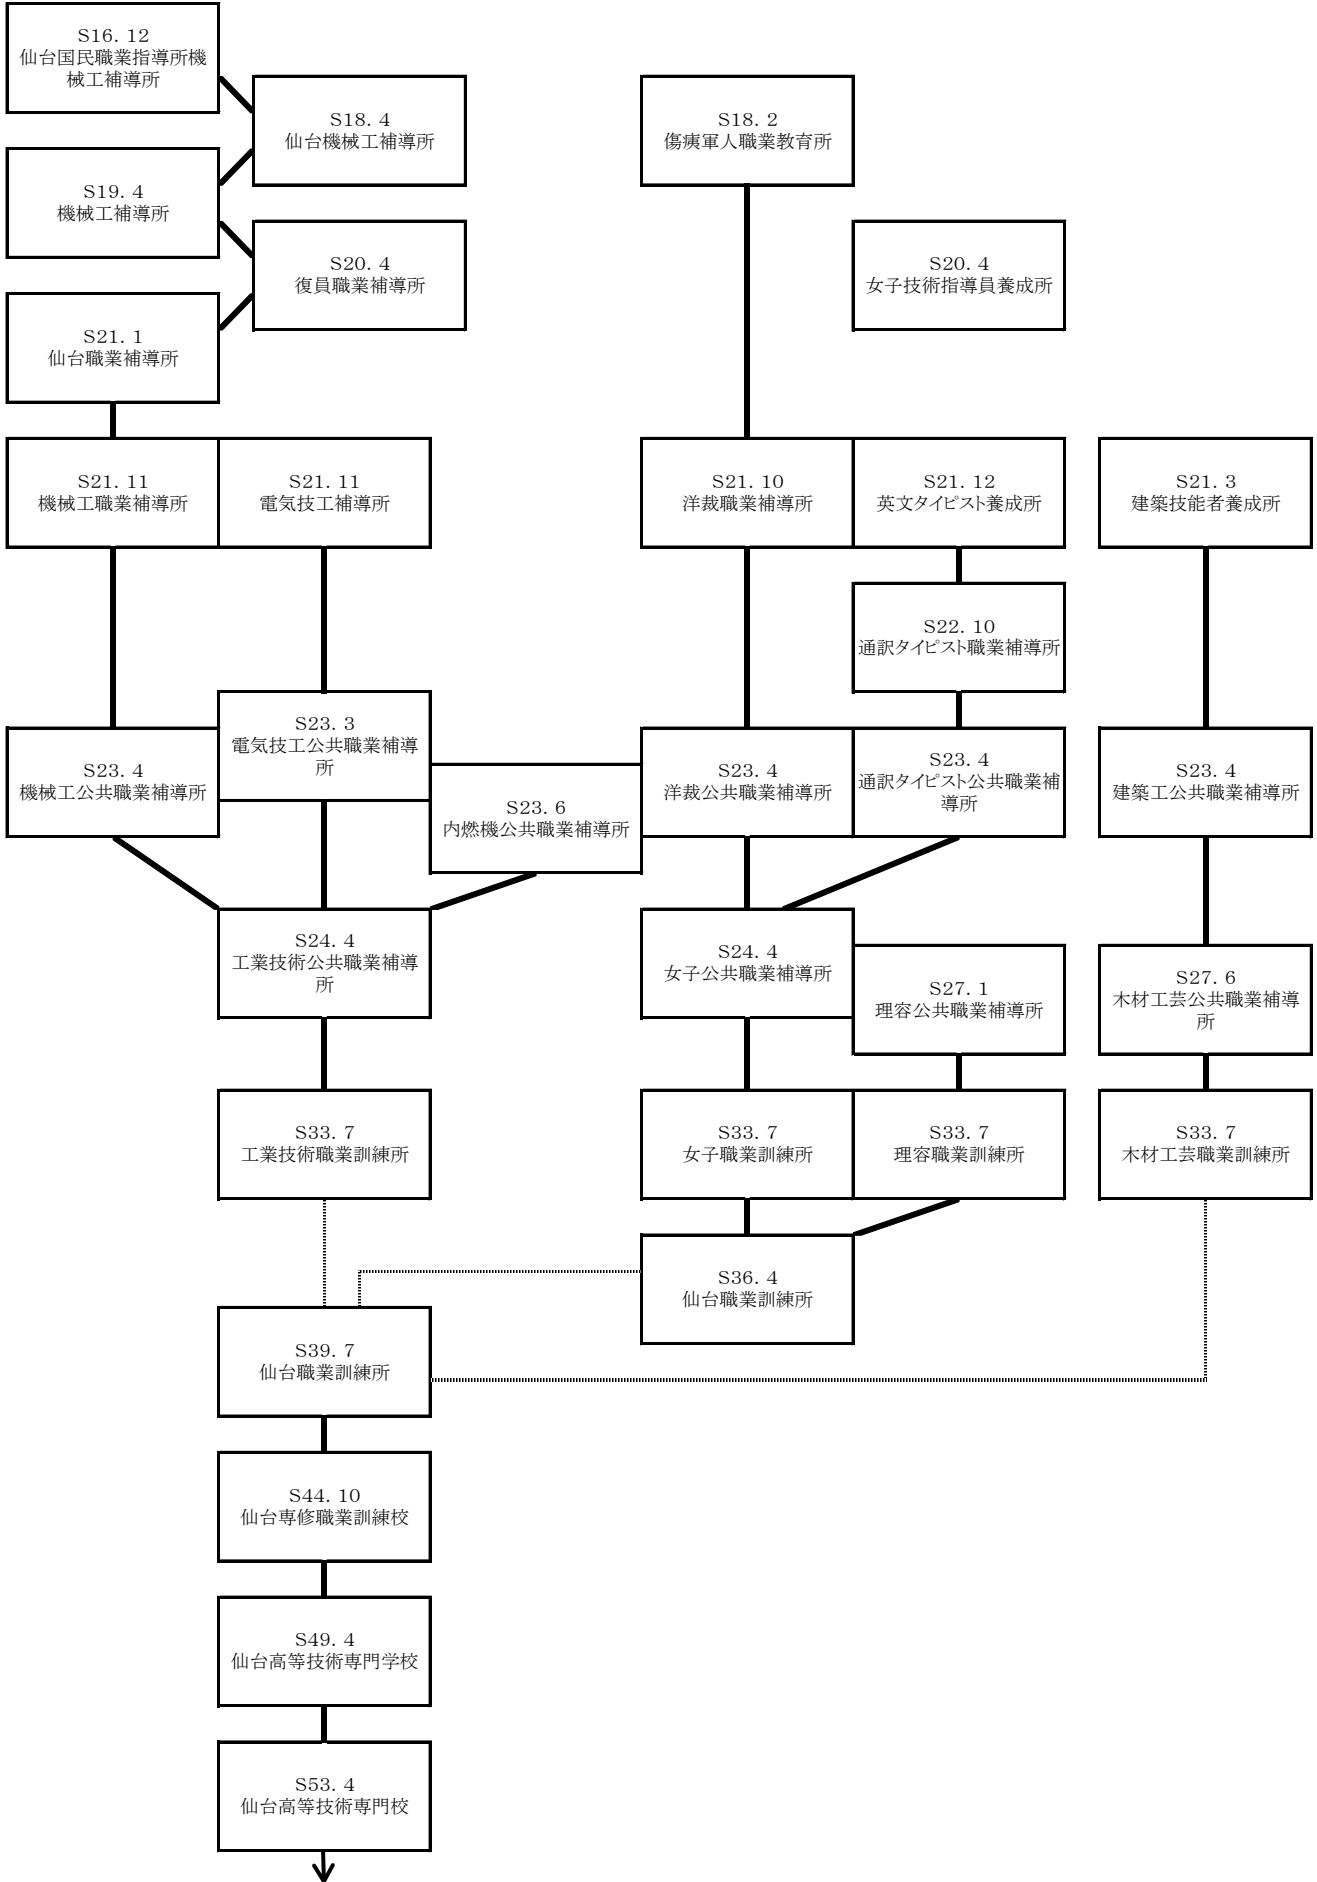 S16．12
仙台国民職業指導所機
械工補導所
S18．4
仙台機械工補導所
S18．2
傷痍軍人職業教育所
S19．4
機械工補導所
S20．4
復員職業補導所
S20．4
女子技術指導員養成所
S21．1
仙台職業補導所
S21．11
機械工職業補導所
S21．11
電気技工補導所
S21．10
洋裁職業補導所
S21．12
英文タイピスト養成所
S21．3
建築技能者養成所
S22．10
通訳タイピスト職業補導所
S23．4
機械工公共職業補導所
S23．3
電気技工公共職業補導
所
S23．6
内燃機公共職業補導所
S23．4
洋裁公共職業補導所
S23．4
通訳タイピスト公共職業補
導所
S23．4
建築工公共職業補導所
S24．4
工業技術公共職業補導
所
S24．4
女子公共職業補導所
S27．1
理容公共職業補導所
S27．6
木材工芸公共職業補導
所
S33．7
工業技術職業訓練所
S33．7
女子職業訓練所
S33．7
理容職業訓練所
S33．7
木材工芸職業訓練所
S36．4
仙台職業訓練所
S39．7
仙台職業訓練所
S44．10
仙台専修職業訓練校
S49．4
仙台高等技術専門学校
S53．4
仙台高等技術専門校